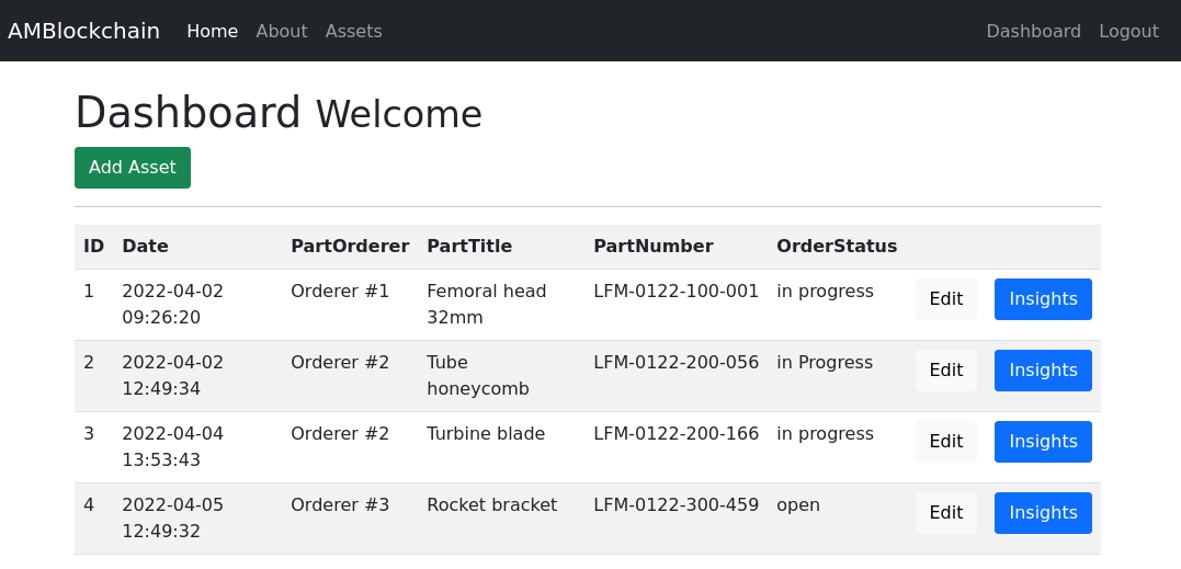 AMBlockchain Home About Assets Dashboard Logout
Dashboard Welcome
Add Asset
ID Date PartOrderer PartTitle PartNumber OrderStatus
1 2022-04-02 Orderer #1 Femoral head LFM-0122-100-001 in progress Edit Insights
09:26:20 32mm
2 2022-04-02 Orderer #2 Tube LFM-0122-200-056 in Progress Edit Insights
12:49:34 honeycomb
3 2022-04-04 Orderer #2 Turbine blade LFM-0122-200-166 in progress Edit Insights
13:53:43
4 2022-04-05 Orderer #3 Rocket bracket LFM-0122-300-459 open Edit Insights
12:49:32